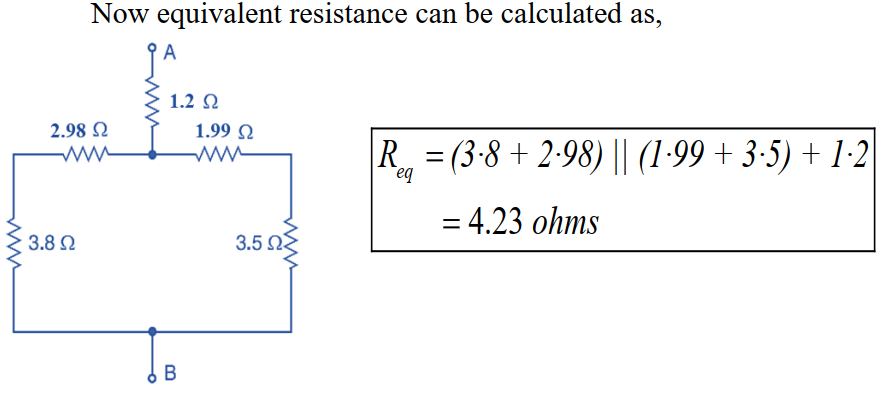 Now equivalent resistance can be calculated as,
A
1.2 Ω
2.98 Ω
1.99 Ω
3.8 Ω
3.5 Ω
B
R_eq = (3·8 + 2·98) || (1·99 + 3·5) + 1·2
= 4.23 ohms